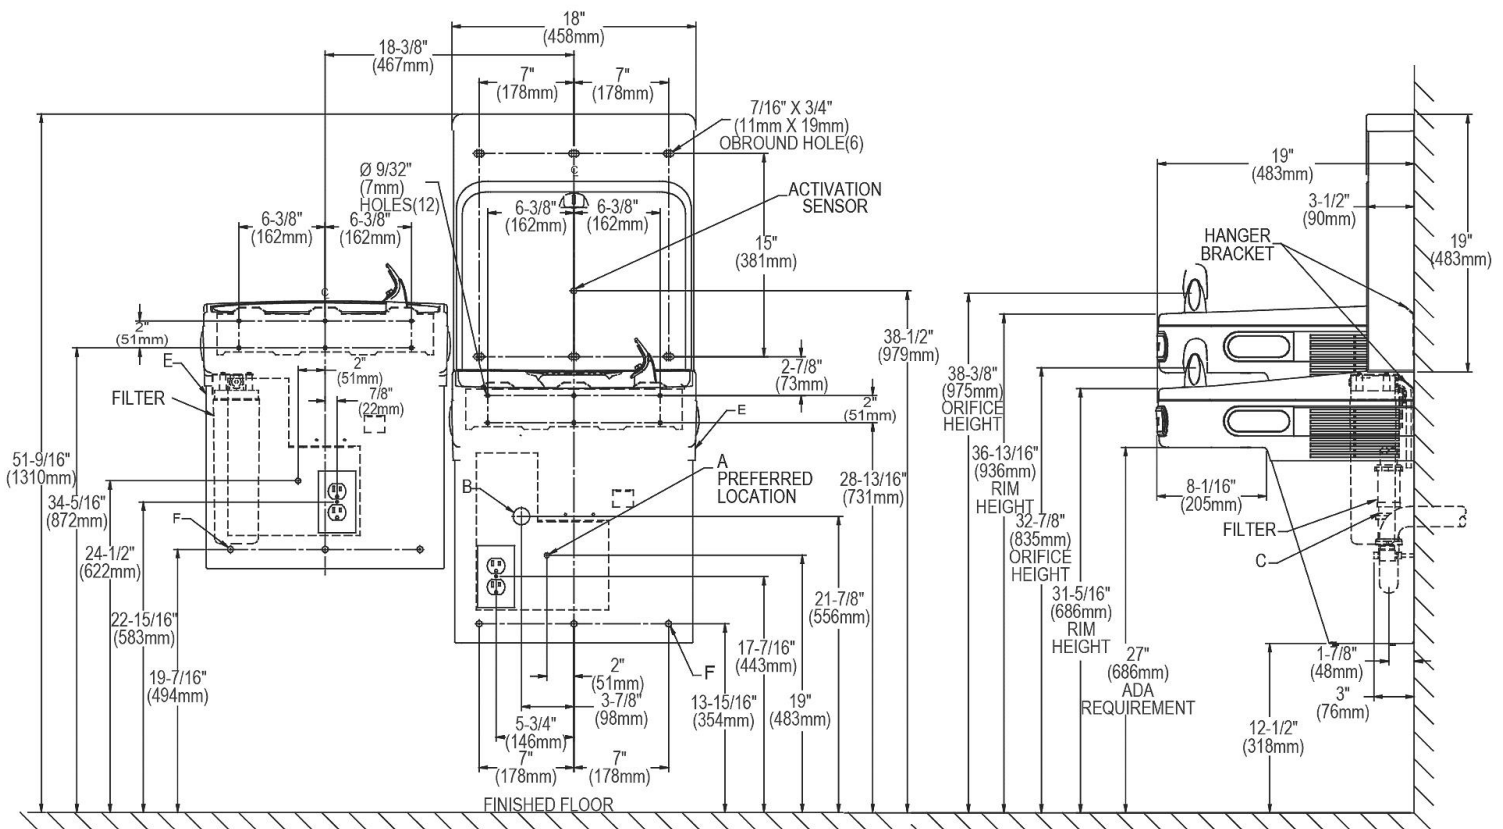 18"
(458mm)
18-3/8"
(467mm)
7"
(178mm)
7"
(178mm)
7/16" X 3/4"
(11mm X 19mm)
OBROUND HOLE(6)
Ø 9/32"
(7mm)
HOLES(12)
ACTIVATION
SENSOR
6-3/8"
(162mm)
6-3/8"
(162mm)
6-3/8"
(162mm)
6-3/8"
(162mm)
15"
(381mm)
2"
(51mm)
E
FILTER
2"
(51mm)
7/8"
(22mm)
38-1/2"
(979mm)
2-7/8"
(73mm)
2"
(51mm)
E
51-9/16"
(1310mm)
34-5/16"
(872mm)
24-1/2"
(622mm)
22-15/16"
(583mm)
19-7/16"
(494mm)
F
B
A
PREFERRED
LOCATION
28-13/16"
(731mm)
21-7/8"
(556mm)
17-7/16"
(443mm)
19"
(483mm)
13-15/16"
(354mm)
F
2"
(51mm)
3-7/8"
(98mm)
5-3/4"
(146mm)
7"
(178mm)
7"
(178mm)
FINISHED FLOOR
19"
(483mm)
3-1/2"
(90mm)
HANGER
BRACKET
19"
(483mm)
38-3/8"
(975mm)
ORIFICE
HEIGHT
36-13/16"
(936mm)
RIM
HEIGHT
32-7/8"
(835mm)
ORIFICE
HEIGHT
31-5/16"
(686mm)
RIM
HEIGHT
27"
(686mm)
ADA
REQUIREMENT
8-1/16"
(205mm)
FILTER
C
1-7/8"
(48mm)
3"
(76mm)
12-1/2"
(318mm)